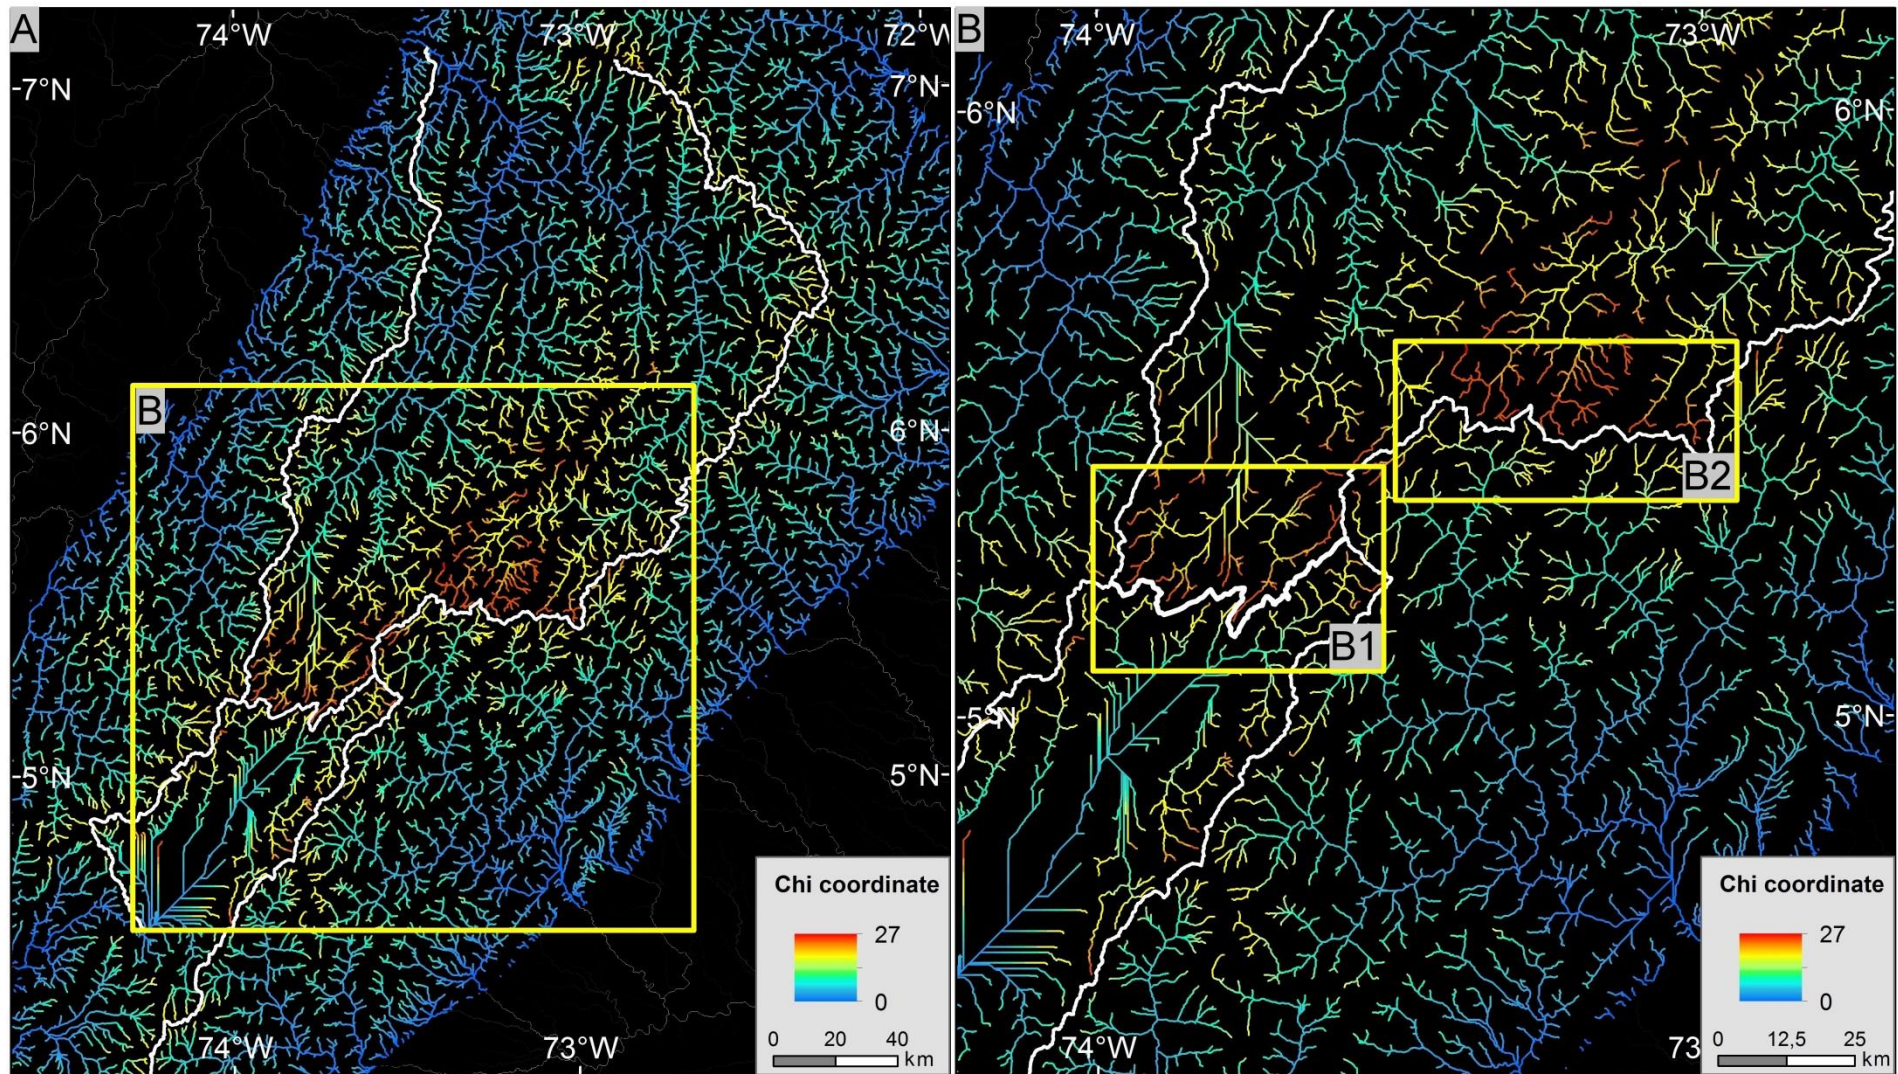 A
74°W
73°W
72°W
-7°N
7°N-
B
-6°N
6°N-
-5°N
5°N-
Chi coordinate
27
0
0 20 40
km
74°W
73°W
B
74°W
73°W
-6°N
6°N-
B2
B1
-5°N
5°N-
Chi coordinate
27
0
0 12,5 25
km
74°W
73